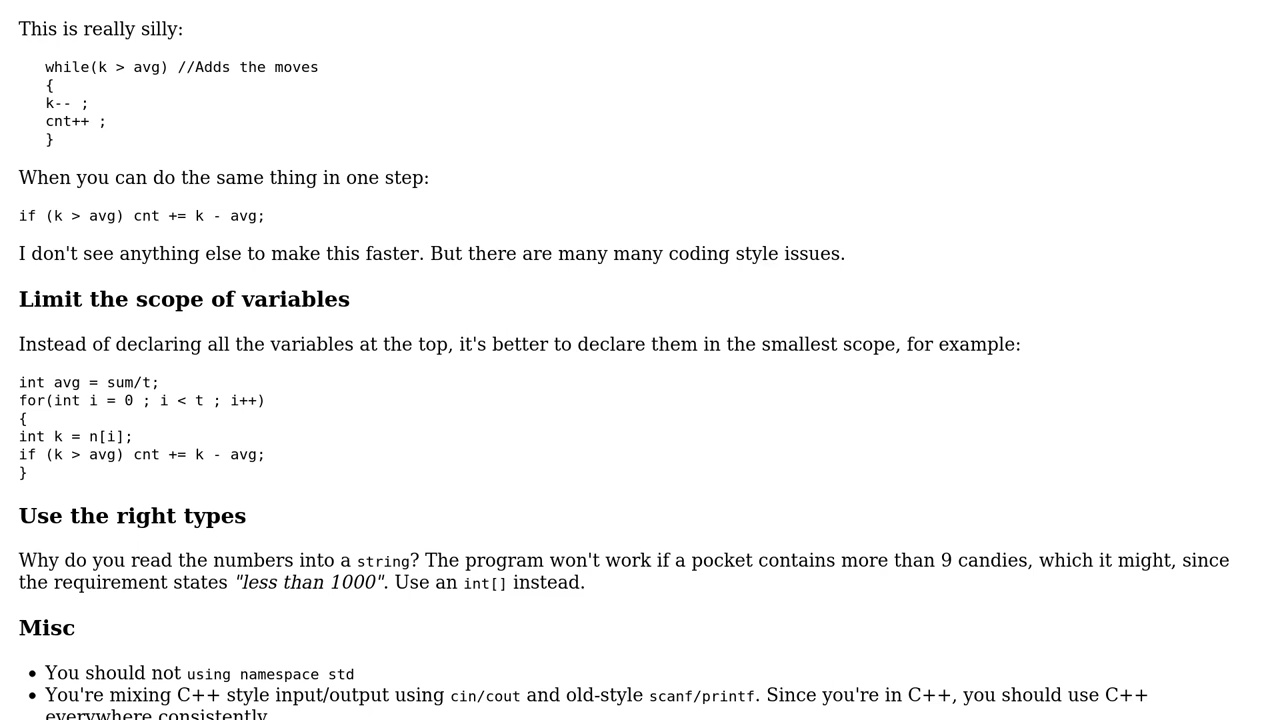 This is really silly:
while(k > avg) //Adds the moves
{
k-- ;
cnt++ ;
}
When you can do the same thing in one step:
if (k > avg) cnt += k - avg;
I don't see anything else to make this faster. But there are many many coding style issues.
Limit the scope of variables
Instead of declaring all the variables at the top, it's better to declare them in the smallest scope, for example:
int avg = sum/t;
for(int i = 0 ; i < t ; i++)
{
int k = n[i];
if (k > avg) cnt += k - avg;
}
Use the right types
Why do you read the numbers into a string? The program won't work if a pocket contains more than 9 candies, which it might, since
the requirement states "less than 1000". Use an int[] instead.
Misc
• You should not using namespace std
• You're mixing C++ style input/output using cin/cout and old-style scanf/printf. Since you're in C++, you should use C++
everywhere consistently